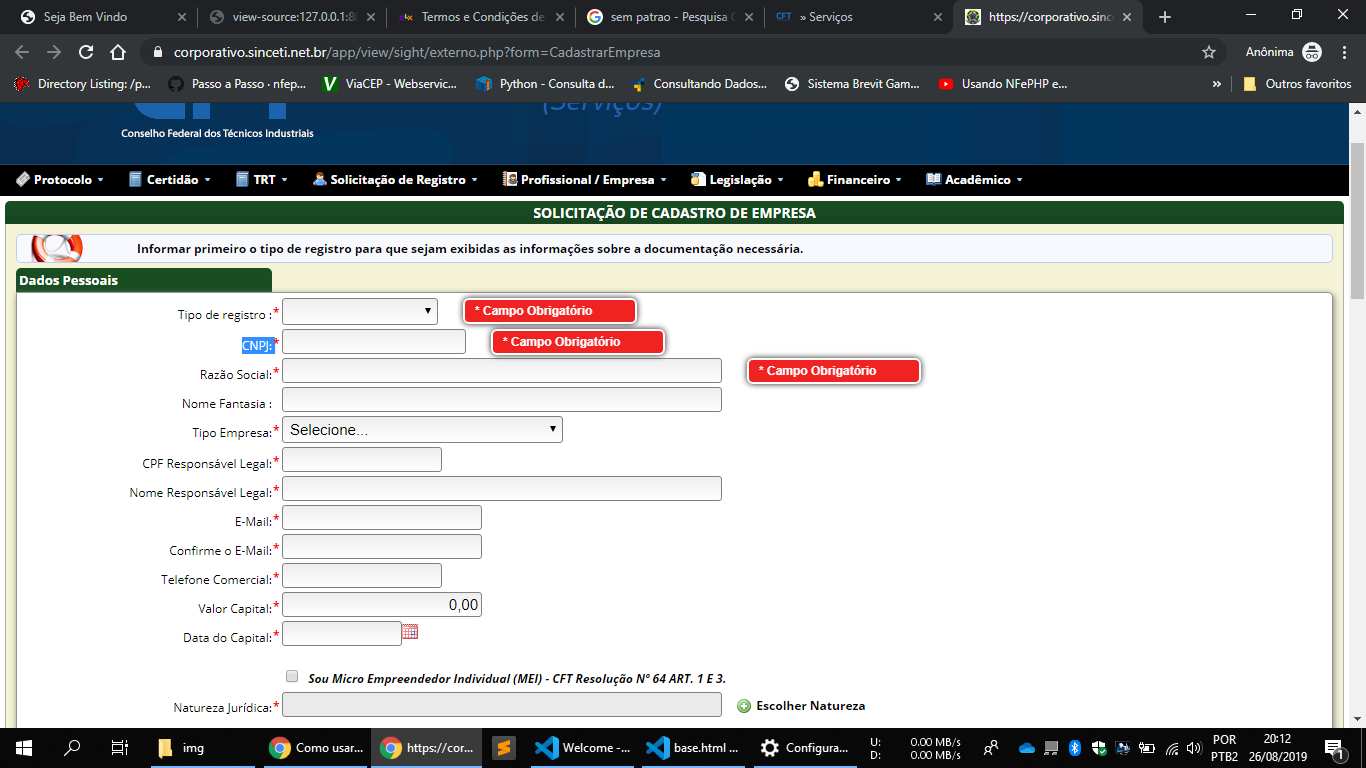 Seja Bem Vindo
view-source:127.0.0.1:80
Termos e Condições de
sem patrao - Pesquisa
CFT » Serviços
https://corporativo.since
corporativo.sinceti.net.br/app/view/sight/externo.php?form=CadastrarEmpresa
Anônima
Directory Listing: /p...
Passo a Passo · nfep...
ViaCEP - Webservic...
Python - Consulta d...
Consultando Dados...
Sistema Brevit Gam...
Usando NFePHP e...
»
Outros favoritos
(Serviços)
Conselho Federal dos Técnicos Industriais
Protocolo
Certidão
TRT
Solicitação de Registro
Profissional / Empresa
Legislação
Financeiro
Acadêmico
SOLICITAÇÃO DE CADASTRO DE EMPRESA
Informar primeiro o tipo de registro para que sejam exibidas as informações sobre a documentação necessária.
Dados Pessoais
Tipo de registro :*
* Campo Obrigatório
CNPJ:*
* Campo Obrigatório
Razão Social:*
* Campo Obrigatório
Nome Fantasia :
Tipo Empresa:* Selecione...
CPF Responsável Legal:*
Nome Responsável Legal:*
E-Mail:*
Confirme o E-Mail:*
Telefone Comercial:*
Valor Capital:* 0,00
Data do Capital:*
Sou Micro Empreendedor Individual (MEI) - CFT Resolução Nº 64 ART. 1 E 3.
Natureza Jurídica:*
Escolher Natureza
img
Como usar...
https://cor...
Welcome -...
base.html ...
Configura...
U: 0.00 MB/s
D: 0.00 MB/s
POR
PTB2
20:12
26/08/2019
1